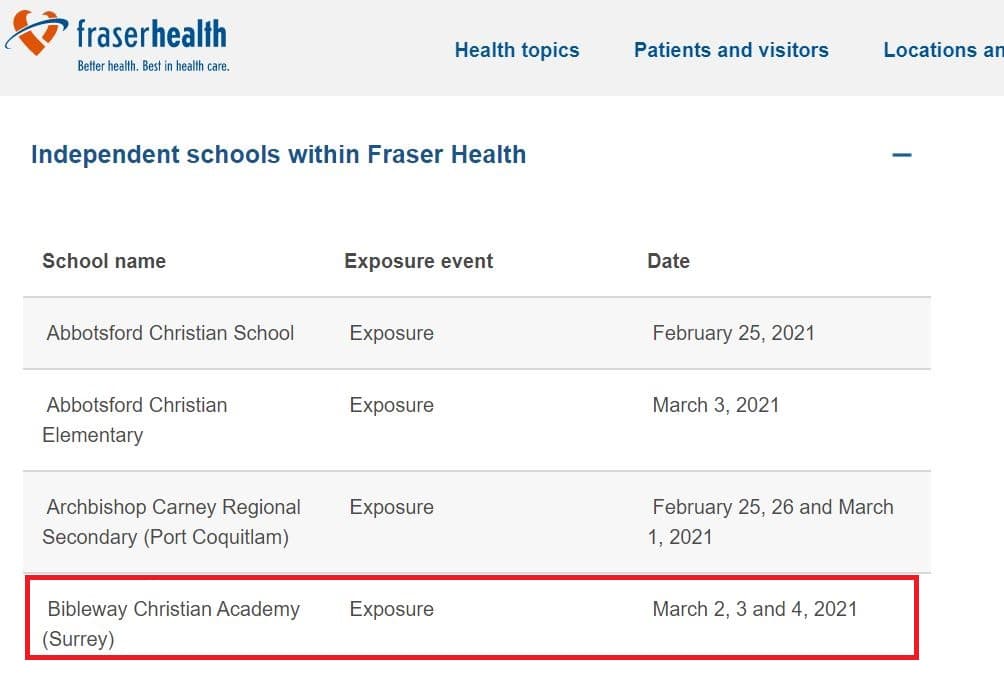 fraserhealth
Better health. Best in health care.
Health topics
Patients and visitors
Locations an
Independent schools within Fraser Health
School name Exposure event Date
Abbotsford Christian School Exposure February 25, 2021
Abbotsford Christian Exposure March 3, 2021
Elementary
Archbishop Carney Regional Exposure February 25, 26 and March
Secondary (Port Coquitlam) 1, 2021
Bibleway Christian Academy Exposure March 2, 3 and 4, 2021
(Surrey)